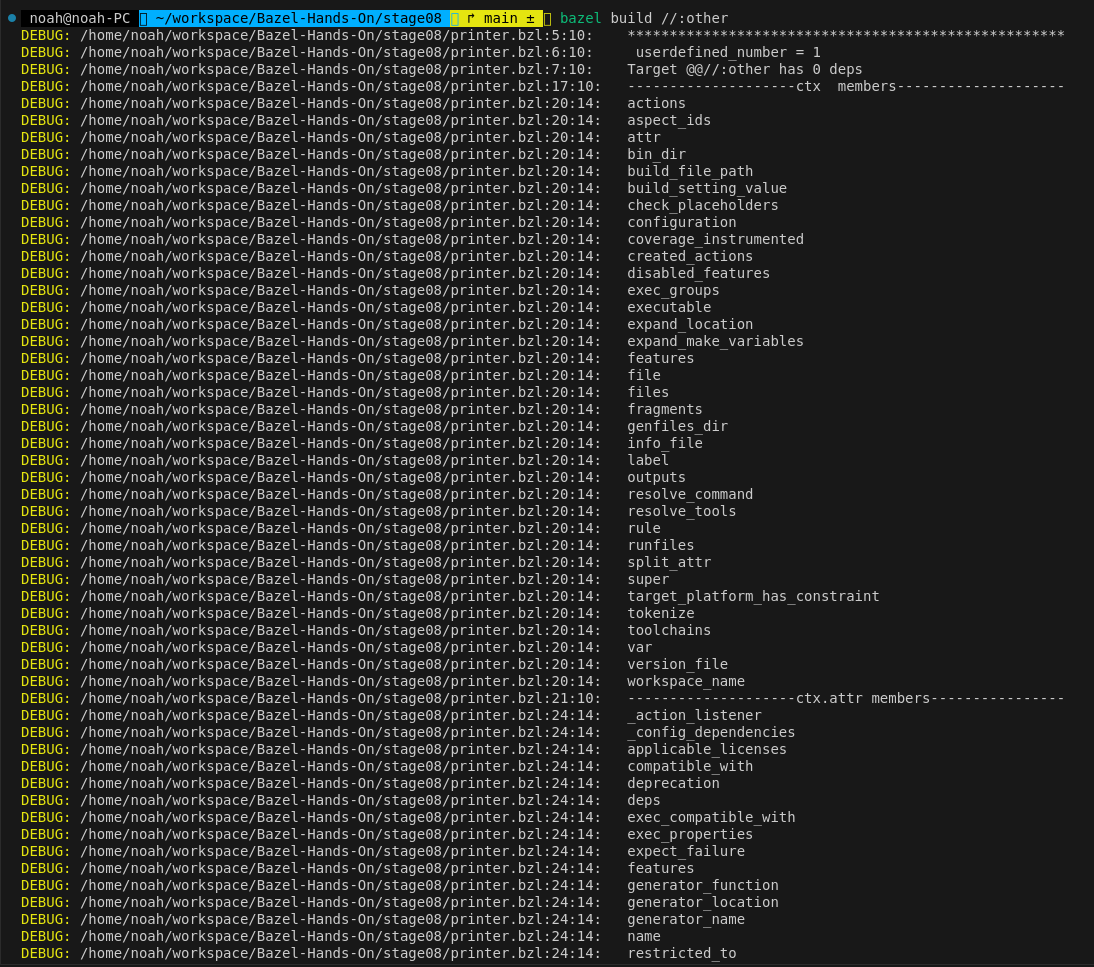 noah@noah-PC ~/workspace/Bazel-Hands-On/stage08 main ± bazel build //:other
DEBUG: /home/noah/workspace/Bazel-Hands-On/stage08/printer.bzl:5:10: ****************************************************
DEBUG: /home/noah/workspace/Bazel-Hands-On/stage08/printer.bzl:6:10: userdefined_number = 1
DEBUG: /home/noah/workspace/Bazel-Hands-On/stage08/printer.bzl:7:10: Target @@//:other has 0 deps
DEBUG: /home/noah/workspace/Bazel-Hands-On/stage08/printer.bzl:17:10: --------------------ctx  members--------------------
DEBUG: /home/noah/workspace/Bazel-Hands-On/stage08/printer.bzl:20:14: actions
DEBUG: /home/noah/workspace/Bazel-Hands-On/stage08/printer.bzl:20:14: aspect_ids
DEBUG: /home/noah/workspace/Bazel-Hands-On/stage08/printer.bzl:20:14: attr
DEBUG: /home/noah/workspace/Bazel-Hands-On/stage08/printer.bzl:20:14: bin_dir
DEBUG: /home/noah/workspace/Bazel-Hands-On/stage08/printer.bzl:20:14: build_file_path
DEBUG: /home/noah/workspace/Bazel-Hands-On/stage08/printer.bzl:20:14: build_setting_value
DEBUG: /home/noah/workspace/Bazel-Hands-On/stage08/printer.bzl:20:14: check_placeholders
DEBUG: /home/noah/workspace/Bazel-Hands-On/stage08/printer.bzl:20:14: configuration
DEBUG: /home/noah/workspace/Bazel-Hands-On/stage08/printer.bzl:20:14: coverage_instrumented
DEBUG: /home/noah/workspace/Bazel-Hands-On/stage08/printer.bzl:20:14: created_actions
DEBUG: /home/noah/workspace/Bazel-Hands-On/stage08/printer.bzl:20:14: disabled_features
DEBUG: /home/noah/workspace/Bazel-Hands-On/stage08/printer.bzl:20:14: exec_groups
DEBUG: /home/noah/workspace/Bazel-Hands-On/stage08/printer.bzl:20:14: executable
DEBUG: /home/noah/workspace/Bazel-Hands-On/stage08/printer.bzl:20:14: expand_location
DEBUG: /home/noah/workspace/Bazel-Hands-On/stage08/printer.bzl:20:14: expand_make_variables
DEBUG: /home/noah/workspace/Bazel-Hands-On/stage08/printer.bzl:20:14: features
DEBUG: /home/noah/workspace/Bazel-Hands-On/stage08/printer.bzl:20:14: file
DEBUG: /home/noah/workspace/Bazel-Hands-On/stage08/printer.bzl:20:14: files
DEBUG: /home/noah/workspace/Bazel-Hands-On/stage08/printer.bzl:20:14: fragments
DEBUG: /home/noah/workspace/Bazel-Hands-On/stage08/printer.bzl:20:14: genfiles_dir
DEBUG: /home/noah/workspace/Bazel-Hands-On/stage08/printer.bzl:20:14: info_file
DEBUG: /home/noah/workspace/Bazel-Hands-On/stage08/printer.bzl:20:14: label
DEBUG: /home/noah/workspace/Bazel-Hands-On/stage08/printer.bzl:20:14: outputs
DEBUG: /home/noah/workspace/Bazel-Hands-On/stage08/printer.bzl:20:14: resolve_command
DEBUG: /home/noah/workspace/Bazel-Hands-On/stage08/printer.bzl:20:14: resolve_tools
DEBUG: /home/noah/workspace/Bazel-Hands-On/stage08/printer.bzl:20:14: rule
DEBUG: /home/noah/workspace/Bazel-Hands-On/stage08/printer.bzl:20:14: runfiles
DEBUG: /home/noah/workspace/Bazel-Hands-On/stage08/printer.bzl:20:14: split_attr
DEBUG: /home/noah/workspace/Bazel-Hands-On/stage08/printer.bzl:20:14: super
DEBUG: /home/noah/workspace/Bazel-Hands-On/stage08/printer.bzl:20:14: target_platform_has_constraint
DEBUG: /home/noah/workspace/Bazel-Hands-On/stage08/printer.bzl:20:14: tokenize
DEBUG: /home/noah/workspace/Bazel-Hands-On/stage08/printer.bzl:20:14: toolchains
DEBUG: /home/noah/workspace/Bazel-Hands-On/stage08/printer.bzl:20:14: var
DEBUG: /home/noah/workspace/Bazel-Hands-On/stage08/printer.bzl:20:14: version_file
DEBUG: /home/noah/workspace/Bazel-Hands-On/stage08/printer.bzl:20:14: workspace_name
DEBUG: /home/noah/workspace/Bazel-Hands-On/stage08/printer.bzl:21:10: --------------------ctx.attr members----------------
DEBUG: /home/noah/workspace/Bazel-Hands-On/stage08/printer.bzl:24:14: _action_listener
DEBUG: /home/noah/workspace/Bazel-Hands-On/stage08/printer.bzl:24:14: _config_dependencies
DEBUG: /home/noah/workspace/Bazel-Hands-On/stage08/printer.bzl:24:14: applicable_licenses
DEBUG: /home/noah/workspace/Bazel-Hands-On/stage08/printer.bzl:24:14: compatible_with
DEBUG: /home/noah/workspace/Bazel-Hands-On/stage08/printer.bzl:24:14: deprecation
DEBUG: /home/noah/workspace/Bazel-Hands-On/stage08/printer.bzl:24:14: deps
DEBUG: /home/noah/workspace/Bazel-Hands-On/stage08/printer.bzl:24:14: exec_compatible_with
DEBUG: /home/noah/workspace/Bazel-Hands-On/stage08/printer.bzl:24:14: exec_properties
DEBUG: /home/noah/workspace/Bazel-Hands-On/stage08/printer.bzl:24:14: expect_failure
DEBUG: /home/noah/workspace/Bazel-Hands-On/stage08/printer.bzl:24:14: features
DEBUG: /home/noah/workspace/Bazel-Hands-On/stage08/printer.bzl:24:14: generator_function
DEBUG: /home/noah/workspace/Bazel-Hands-On/stage08/printer.bzl:24:14: generator_location
DEBUG: /home/noah/workspace/Bazel-Hands-On/stage08/printer.bzl:24:14: generator_name
DEBUG: /home/noah/workspace/Bazel-Hands-On/stage08/printer.bzl:24:14: name
DEBUG: /home/noah/workspace/Bazel-Hands-On/stage08/printer.bzl:24:14: restricted_to